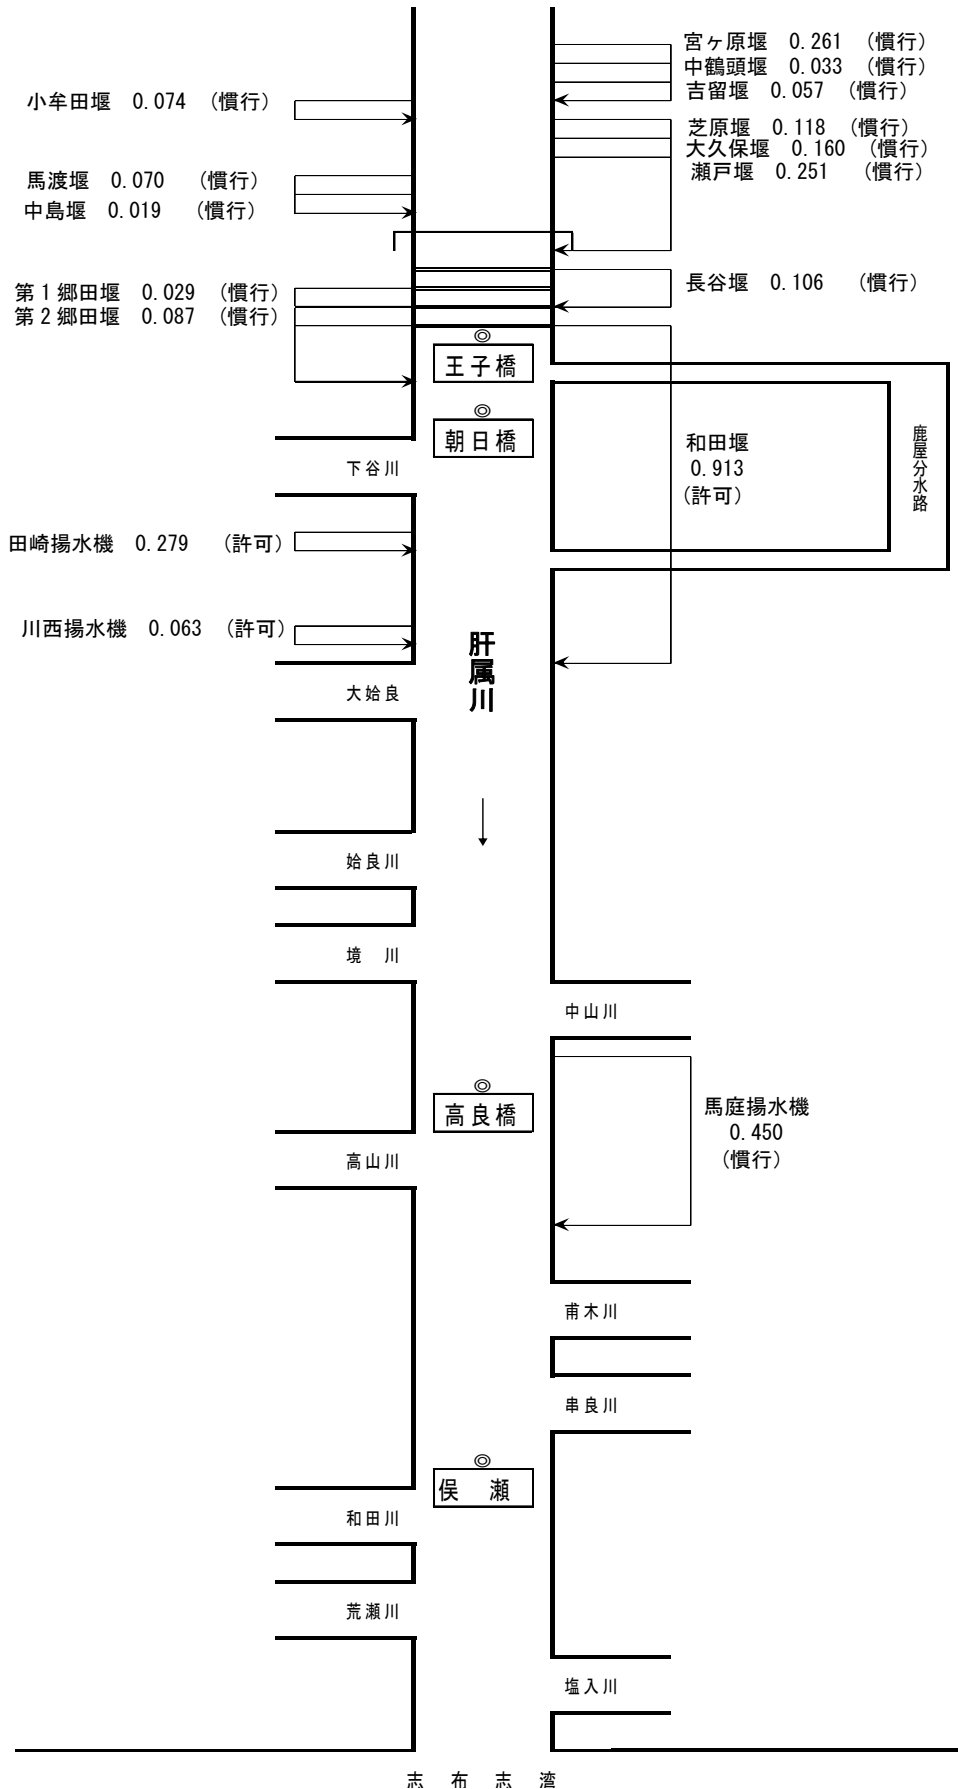 宮ヶ原堰 0.261 (慣行)
中鶴頭堰 0.033 (慣行)
吉留堰 0.057 (慣行)
小牟田堰 0.074 (慣行)
芝原堰 0.118 (慣行)
大久保堰 0.160 (慣行)
瀬戸堰 0.251 (慣行)
馬渡堰 0.070 (慣行)
中島堰 0.019 (慣行)
長谷堰 0.106 (慣行)
第1郷田堰 0.029 (慣行)
第2郷田堰 0.087 (慣行)
◎
王子橋
◎
朝日橋
和田堰
0.913
(許可)
鹿屋分水路
下谷川
田崎揚水機 0.279 (許可)
川西揚水機 0.063 (許可)
肝属川
大姶良
姶良川
境 川
中山川
◎
高良橋
馬庭揚水機
0.450
(慣行)
高山川
甫木川
串良川
◎
俣 瀬
和田川
荒瀬川
塩入川
志 布 志 湾